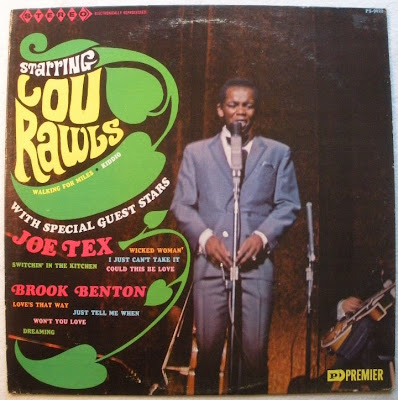 STEREO ELECTRONICALLY REPROCESSED
starring
LOU
RAWLS
WALKING FOR MILES • KIDDIO
WITH SPECIAL GUEST STARS
JOE TEX
WICKED WOMAN'
SWITCHIN' IN THE KITCHEN
I JUST CAN'T TAKE IT
COULD THIS BE LOVE
BROOK BENTON
LOVE'S THAT WAY
JUST TELL ME WHEN
WON'T YOU LOVE
DREAMING
PREMIER